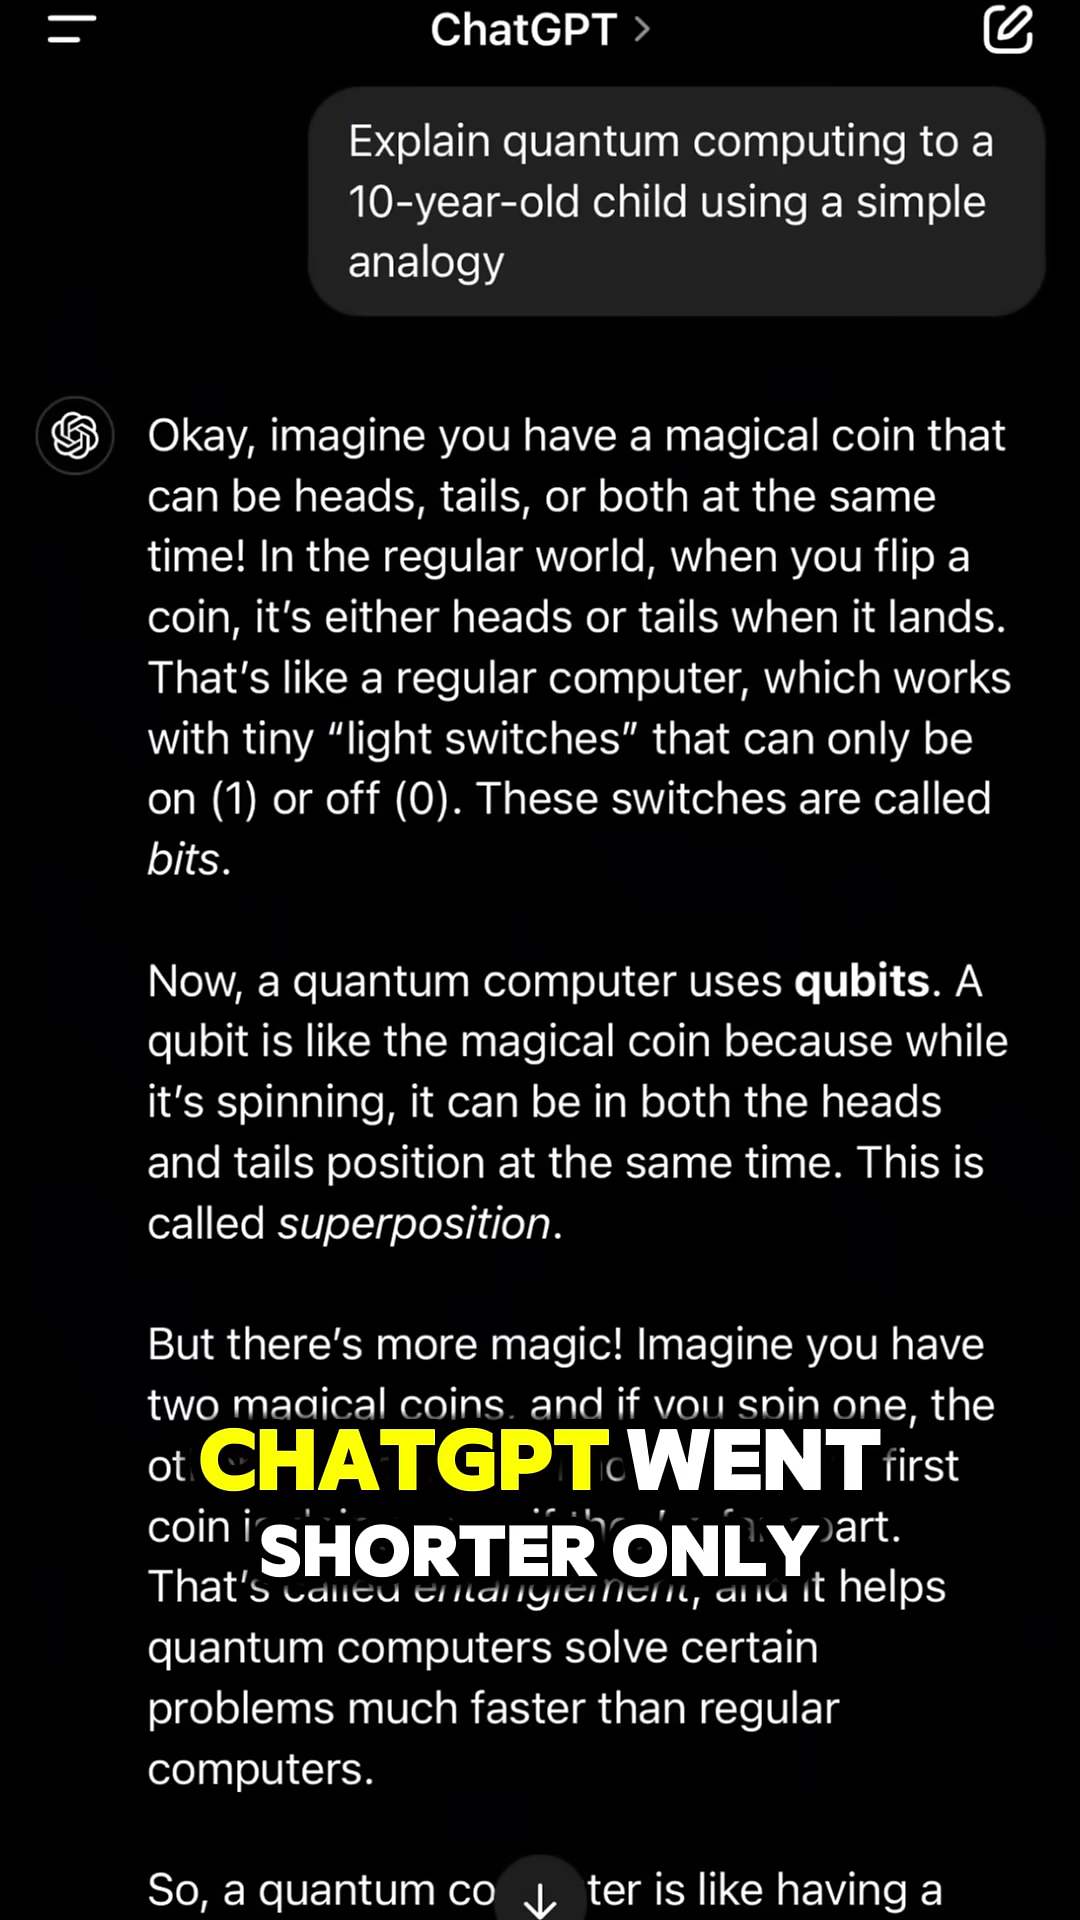 ChatGPT >
Explain quantum computing to a
10-year-old child using a simple
analogy
Okay, imagine you have a magical coin that
can be heads, tails, or both at the same
time! In the regular world, when you flip a
coin, it's either heads or tails when it lands.
That's like a regular computer, which works
with tiny “light switches” that can only be
on (1) or off (0). These switches are called
bits.
Now, a quantum computer uses qubits. A
qubit is like the magical coin because while
it's spinning, it can be in both the heads
and tails position at the same time. This is
called superposition.
But there's more magic! Imagine you have
two magical coins, and if you spin one, the
first
CHATGPT WENT
coin
SHORTER ONLY
That's called entanglement, and it helps
quantum computers solve certain
problems much faster than regular
computers.
So, a quantum is like having a